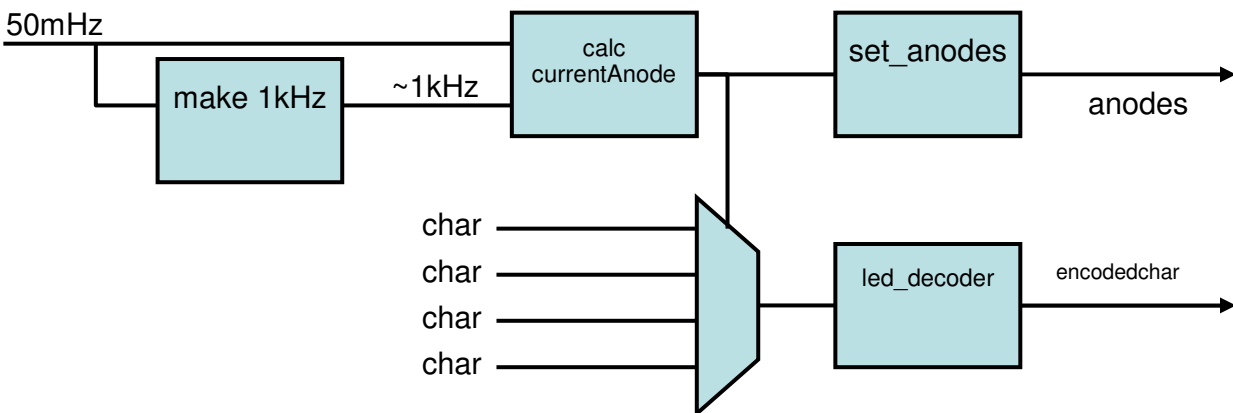 50mHz
make 1kHz
~1kHz
calc
currentAnode
set_anodes
anodes
char
char
char
char
led_decoder
encodedchar